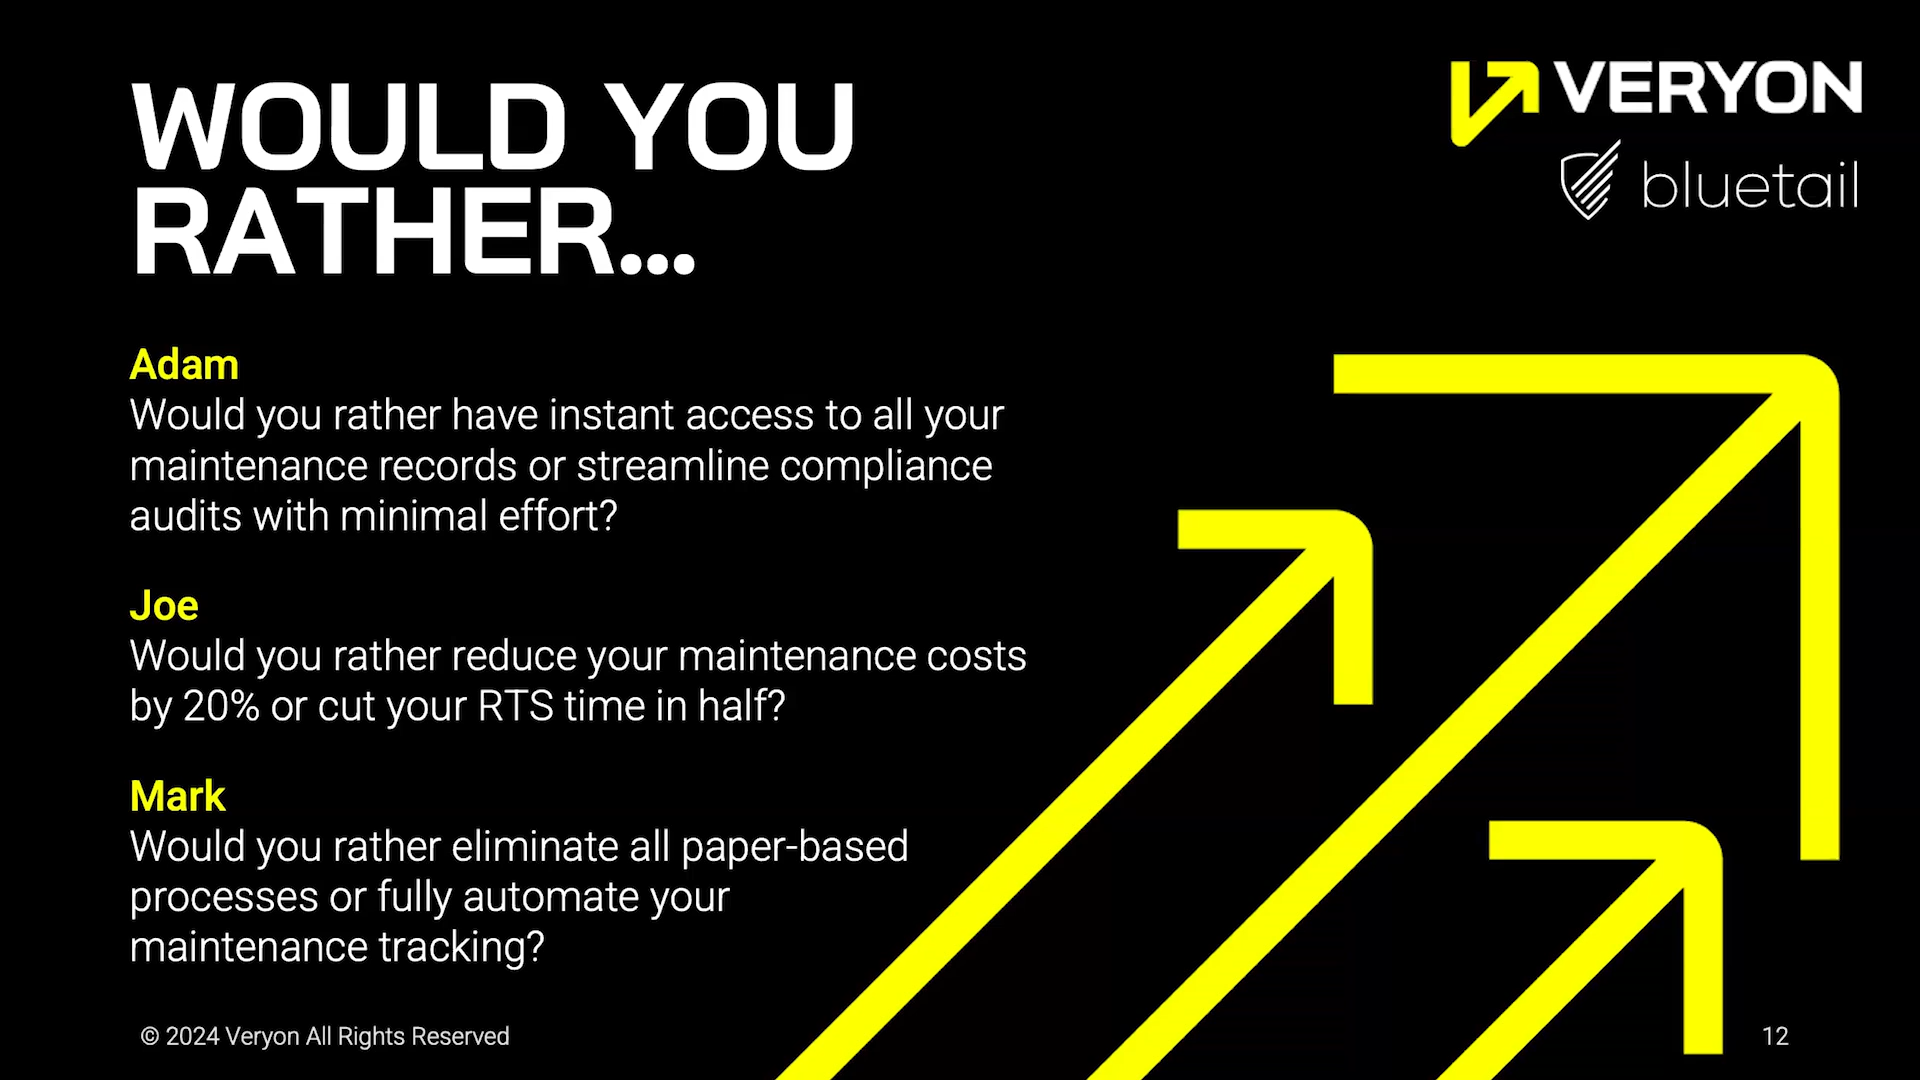 WOULD YOU
RATHER...
VERYON
bluetail
Adam
Would you rather have instant access to all your
maintenance records or streamline compliance
audits with minimal effort?
Joe
Would you rather reduce your maintenance costs
by 20% or cut your RTS time in half?
Mark
Would you rather eliminate all paper-based
processes or fully automate your
maintenance tracking?
© 2024 Veryon All Rights Reserved
12